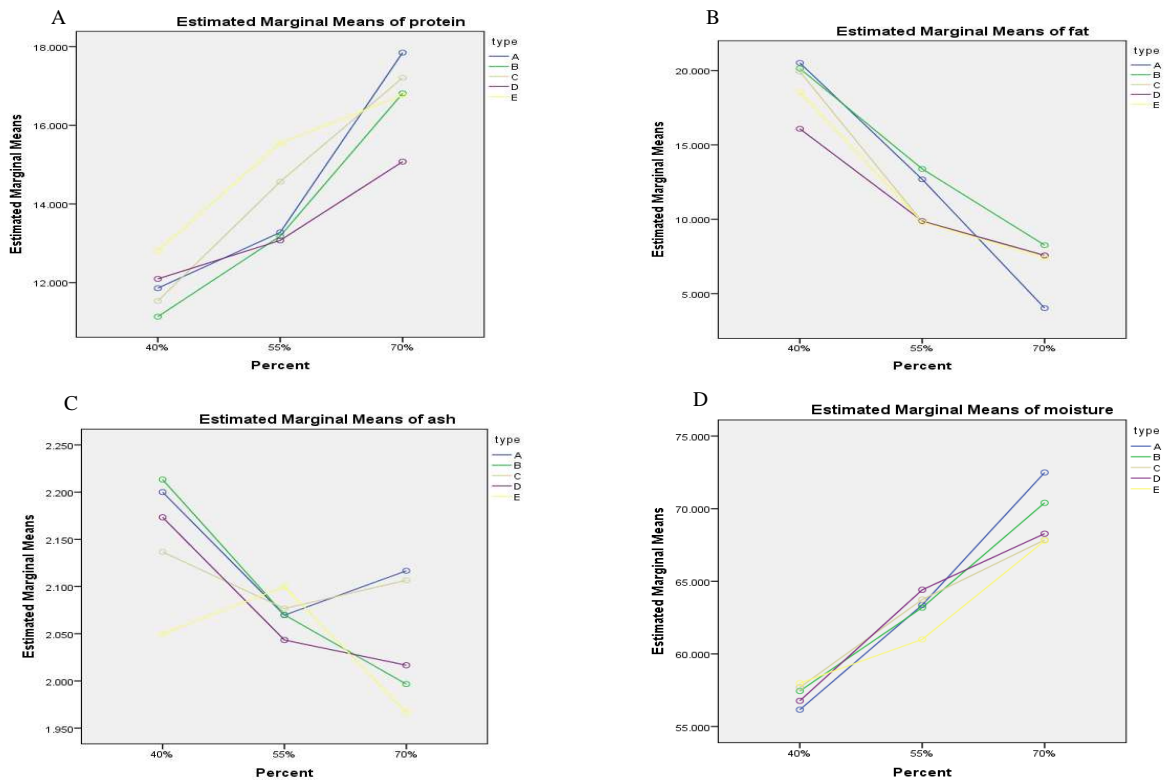 A
Estimated Marginal Means of protein
Estimated Marginal Means
18.000
16.000
14.000
12.000
40%
55%
70%
Percent
type
A
B
C
D
E
B
Estimated Marginal Means of fat
Estimated Marginal Means
20.000
15.000
10.000
5.000
40%
55%
70%
Percent
type
A
B
C
D
E
C
Estimated Marginal Means of ash
Estimated Marginal Means
2.250
2.200
2.150
2.100
2.050
2.000
1.950
40%
55%
70%
Percent
type
A
B
C
D
E
D
Estimated Marginal Means of moisture
Estimated Marginal Means
75.000
70.000
65.000
60.000
55.000
40%
55%
70%
Percent
type
A
B
C
D
E